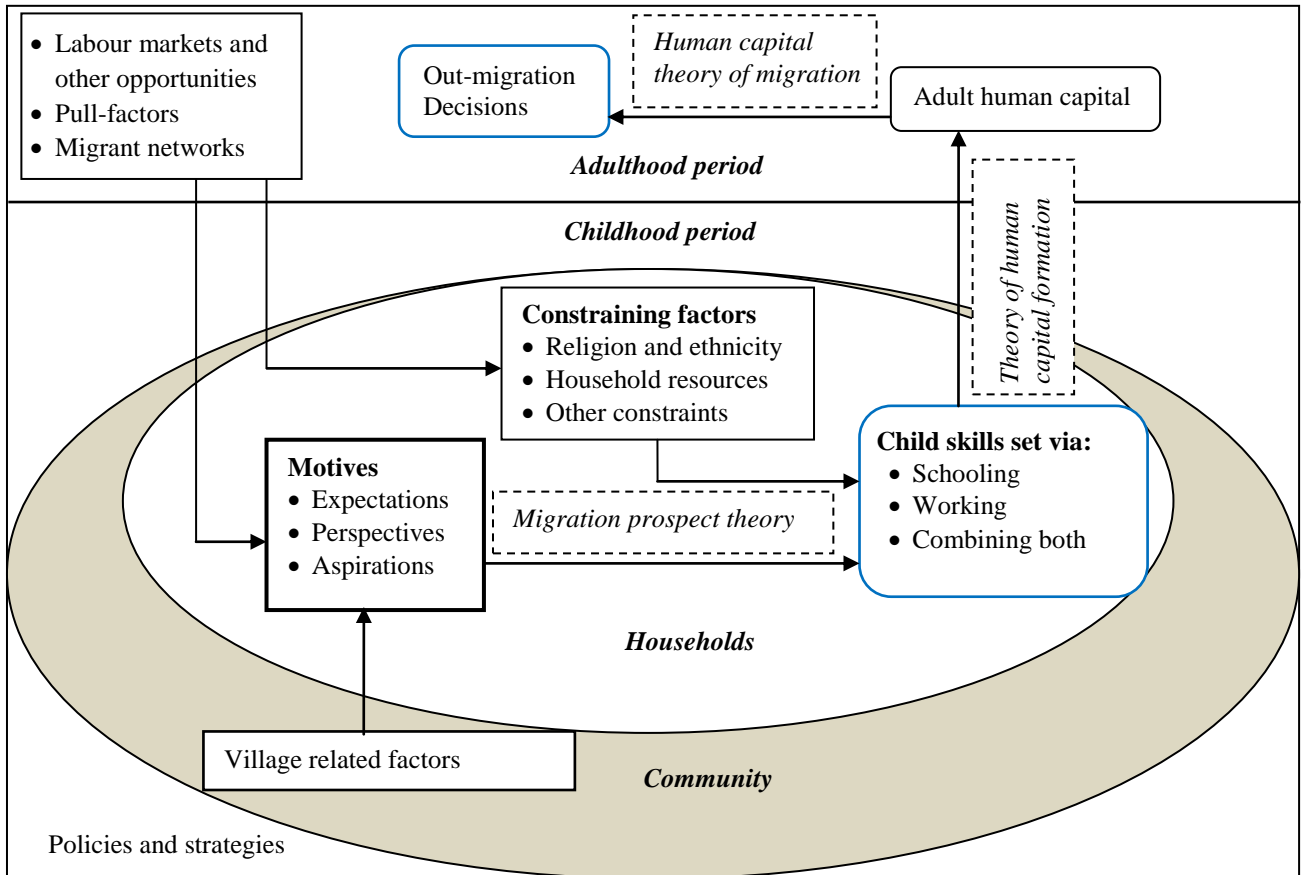 • Labour markets and
other opportunities
• Pull-factors
• Migrant networks
Out-migration
Decisions
Human capital
theory of migration
Adult human capital
Adulthood period
Childhood period
Theory of human
capital formation
Constraining factors
• Religion and ethnicity
• Household resources
• Other constraints
Motives
• Expectations
• Perspectives
• Aspirations
Migration prospect theory
Child skills set via:
• Schooling
• Working
• Combining both
Households
Village related factors
Community
Policies and strategies